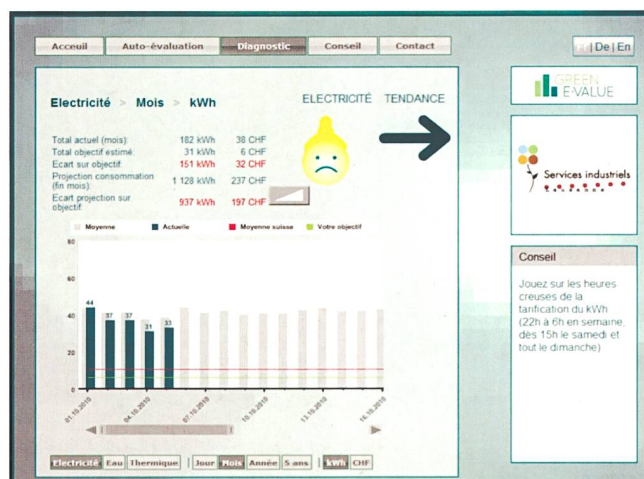 Acceuil Auto-évaluation Diagnostic Conseil Contact
| De | En
GREEN
E-VALUE
Electricité > Mois > kWh
ELECTRICITÉ TENDANCE
Total actuel (mois): 182 kWh 38 CHF
Total objectif estimé: 31 kWh 6 CHF
Ecart sur objectif: 151 kWh 32 CHF
Projection consommation
(fin mois): 1 128 kWh 237 CHF
Ecart projection sur
objectif: 937 kWh 197 CHF
Services industriels
Lausanne
Moyenne Actuelle Moyenne suisse Votre objectif
80
60
40
20
0
44
37
37
31
33
01.10.2010 04.10.2010 07.10.2010 10.10.2010 13.10.2010 16.10.2010
Conseil
Jouez sur les heures
creuses de la
tarification du kWh
(22h à 6h en semaine,
dès 15h le samedi et
tout le dimanche)
Electricité Eau Thermique | Jour Mois Année 5 ans | kWh CHF